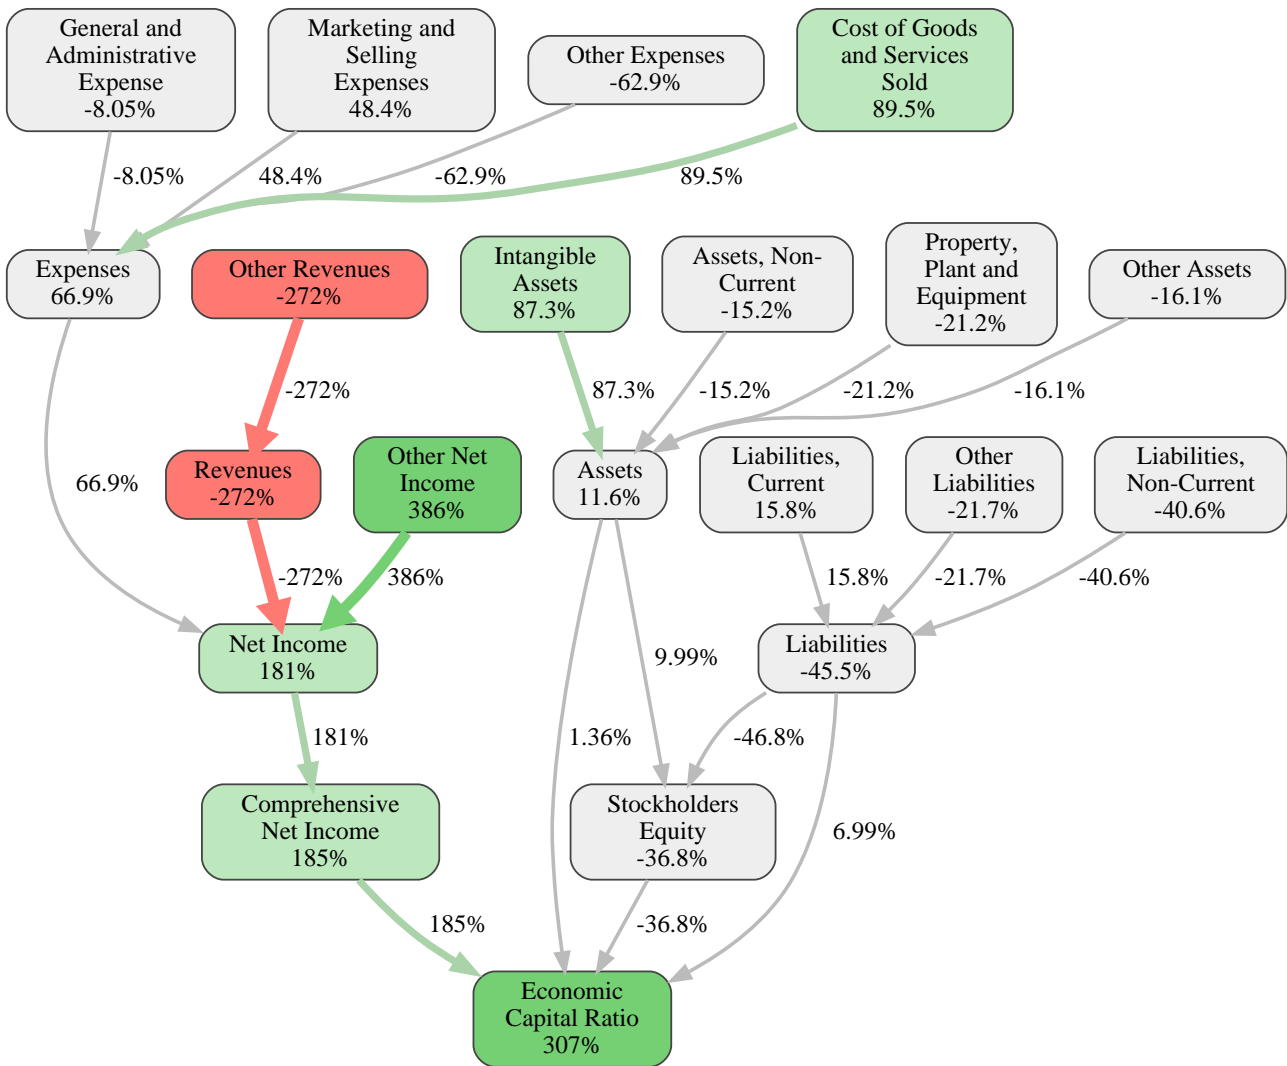 General and
Administrative
Expense
-8.05%
Marketing and
Selling
Expenses
48.4%
Other Expenses
-62.9%
Cost of Goods
and Services
Sold
89.5%
-8.05%
48.4%
-62.9%
89.5%
Expenses
66.9%
Other Revenues
-272%
Intangible
Assets
87.3%
Assets, Non-
Current
-15.2%
Property,
Plant and
Equipment
-21.2%
Other Assets
-16.1%
-272%
87.3%
-15.2%
-21.2%
-16.1%
66.9%
Revenues
-272%
Other Net
Income
386%
Assets
11.6%
Liabilities,
Current
15.8%
Other
Liabilities
-21.7%
Liabilities,
Non-Current
-40.6%
-272%
386%
15.8%
-21.7%
-40.6%
Net Income
181%
9.99%
Liabilities
-45.5%
181%
1.36%
-46.8%
Comprehensive
Net Income
185%
Stockholders
Equity
-36.8%
6.99%
185%
-36.8%
Economic
Capital Ratio
307%